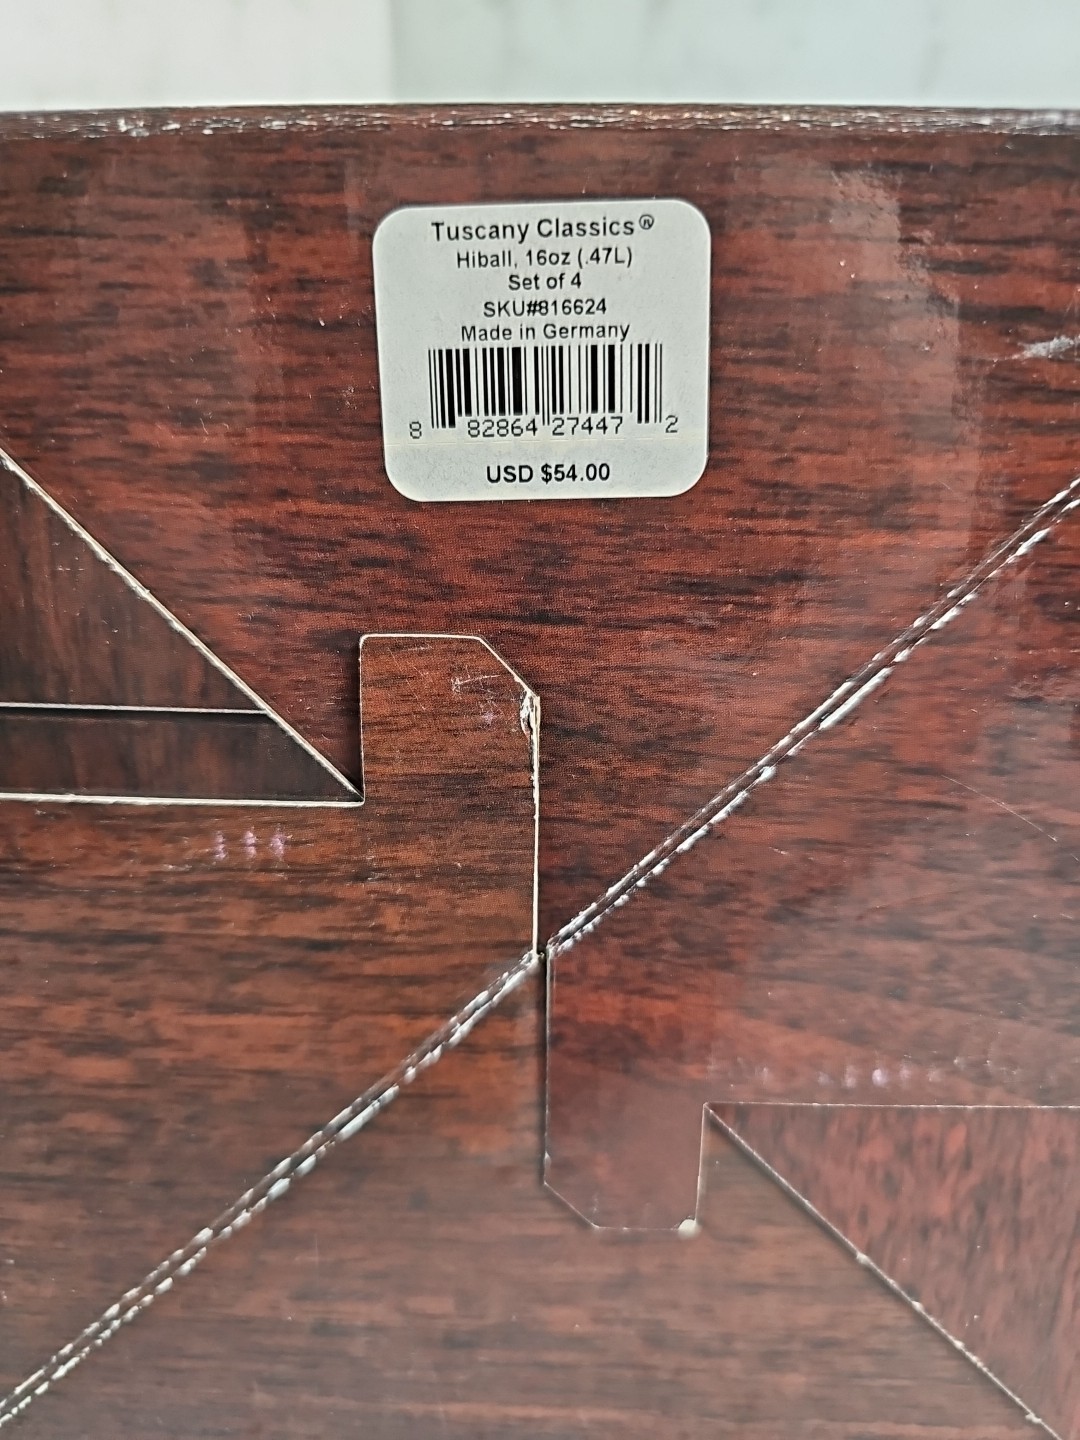 Tuscany Classics®
Hiball, 16oz (.47L)
Set of 4
SKU#816624
Made in Germany
8 82864 27447 2
USD $54.00